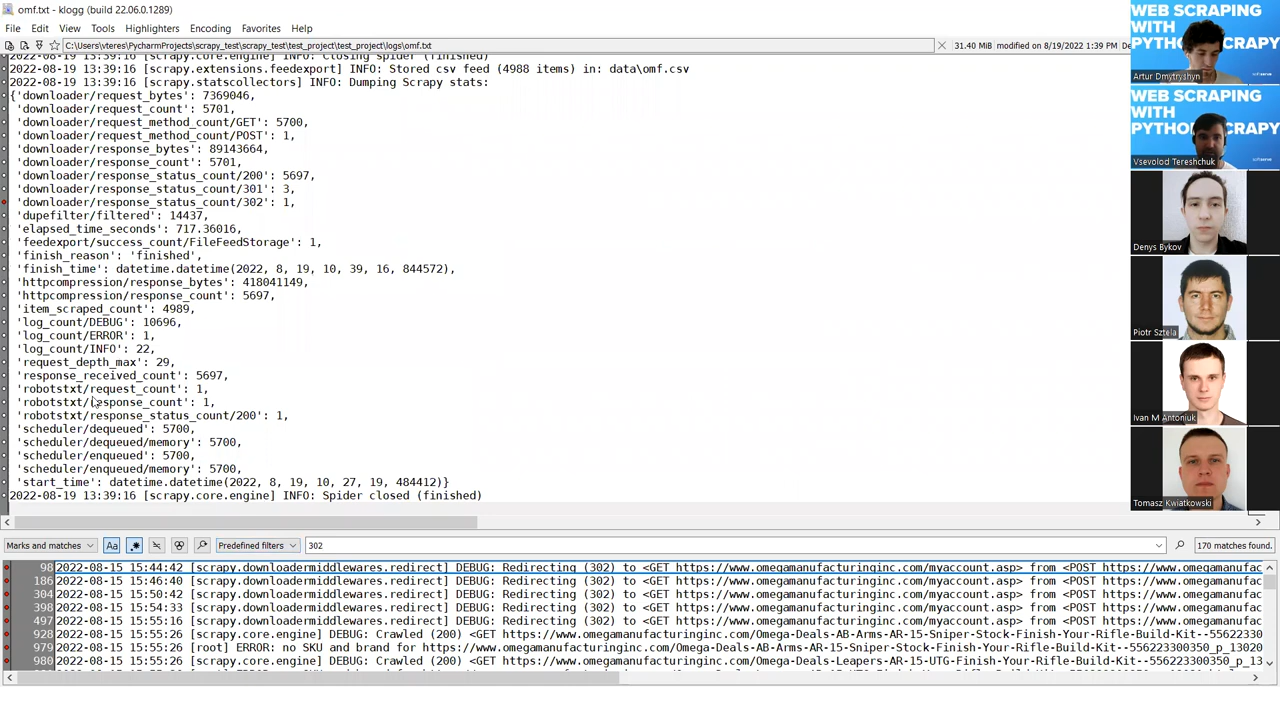 omf.txt - klogg (build 22.06.0.1289)
File Edit View Tools Highlighters Encoding Favorites Help
C:\Users\vteres\PycharmProjects\scrapy_test\scrapy_test\test_project\test_project\logs\omf.txt
31.40 MiB modified on 8/19/2022 1:39 PM
2022-08-19 13:39:16 [scrapy.core.engine] INFO: Closing spider (finished)
2022-08-19 13:39:16 [scrapy.extensions.feedexport] INFO: Stored csv feed (4988 items) in: data\omf.csv
2022-08-19 13:39:16 [scrapy.statscollectors] INFO: Dumping Scrapy stats:
{'downloader/request_bytes': 7369046,
'downloader/request_count': 5701,
'downloader/request_method_count/GET': 5700,
'downloader/request_method_count/POST': 1,
'downloader/response_bytes': 89143664,
'downloader/response_count': 5701,
'downloader/response_status_count/200': 5697,
'downloader/response_status_count/301': 3,
'downloader/response_status_count/302': 1,
'dupefilter/filtered': 14437,
'elapsed_time_seconds': 717.36016,
'feedexport/success_count/FileFeedStorage': 1,
'finish_reason': 'finished',
'finish_time': datetime.datetime(2022, 8, 19, 10, 39, 16, 844572),
'httpcompression/response_bytes': 418041149,
'httpcompression/response_count': 5697,
'item_scraped_count': 4989,
'log_count/DEBUG': 10696,
'log_count/ERROR': 1,
'log_count/INFO': 22,
'request_depth_max': 29,
'response_received_count': 5697,
'robotstxt/request_count': 1,
'robotstxt/response_count': 1,
'robotstxt/response_status_count/200': 1,
'scheduler/dequeued': 5700,
'scheduler/dequeued/memory': 5700,
'scheduler/enqueued': 5700,
'scheduler/enqueued/memory': 5700,
'start_time': datetime.datetime(2022, 8, 19, 10, 27, 19, 484412)}
2022-08-19 13:39:16 [scrapy.core.engine] INFO: Spider closed (finished)
Marks and matches Aa Predefined filters 302 170 matches found.
98 2022-08-15 15:44:42 [scrapy.downloadermiddlewares.redirect] DEBUG: Redirecting (302) to <GET https://www.omegamanufacturinginc.com/myaccount.asp> from <POST https://www.omegamanufac
186 2022-08-15 15:46:40 [scrapy.downloadermiddlewares.redirect] DEBUG: Redirecting (302) to <GET https://www.omegamanufacturinginc.com/myaccount.asp> from <POST https://www.omegamanufac
304 2022-08-15 15:50:42 [scrapy.downloadermiddlewares.redirect] DEBUG: Redirecting (302) to <GET https://www.omegamanufacturinginc.com/myaccount.asp> from <POST https://www.omegamanufac
398 2022-08-15 15:54:33 [scrapy.downloadermiddlewares.redirect] DEBUG: Redirecting (302) to <GET https://www.omegamanufacturinginc.com/myaccount.asp> from <POST https://www.omegamanufac
497 2022-08-15 15:55:16 [scrapy.downloadermiddlewares.redirect] DEBUG: Redirecting (302) to <GET https://www.omegamanufacturinginc.com/myaccount.asp> from <POST https://www.omegamanufac
928 2022-08-15 15:55:26 [scrapy.core.engine] DEBUG: Crawled (200) <GET https://www.omegamanufacturinginc.com/Omega-Deals-AB-Arms-AR-15-Sniper-Stock-Finish-Your-Rifle-Build-Kit--55622330
955 2022-08-15 15:55:26 [root] ERROR: no SKU and brand for https://www.omegamanufacturinginc.com/Omega-Deals-AB-Arms-AR-15-Sniper-Stock-Finish-Your-Rifle-Build-Kit--556223300350_p_13020
980 2022-08-15 15:55:26 [scrapy.core.engine] DEBUG: Crawled (200) <GET https://www.omegamanufacturinginc.com/Omega-Deals-Leapers-AR-15-UTG-Finish-Your-Rifle-Build-Kit--556223300350_p_13
WEB SCRAPING
WITH
Artur Dmytryshyn
WEB SCRAPING
WITH
Vsevolod Tereshchuk
softserve
Denys Bykov
Piotr Sztela
Ivan M Antoniuk
Tomasz Kwiatkowski